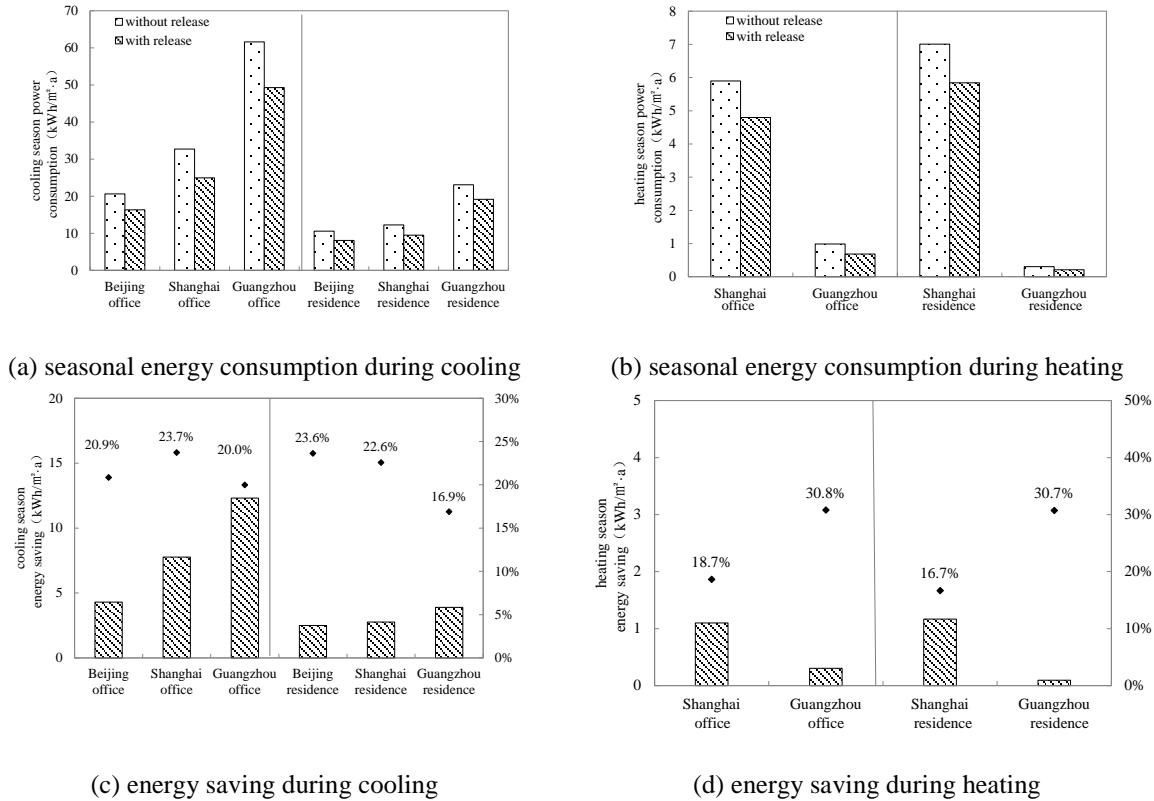 70
60
50
40
30
20
10
0
cooling season power
consumption（kWh/㎡·a）
without release
with release
Beijing
office
Shanghai
office
Guangzhou
office
Beijing
residence
Shanghai
residence
Guangzhou
residence
(a) seasonal energy consumption during cooling
8
7
6
5
4
3
2
1
0
heating season power
consumption（kWh/㎡·a）
without release
with release
Shanghai
office
Guangzhou
office
Shanghai
residence
Guangzhou
residence
(b) seasonal energy consumption during heating
20
15
10
5
0
cooling season
energy saving（kWh/㎡·a）
20.9%
23.7%
20.0%
23.6%
22.6%
16.9%
30%
25%
20%
15%
10%
5%
0%
Beijing
office
Shanghai
office
Guangzhou
office
Beijing
residence
Shanghai
residence
Guangzhou
residence
(c) energy saving during cooling
5
4
3
2
1
0
heating season
energy saving（kWh/㎡·a）
18.7%
30.8%
16.7%
30.7%
50%
40%
30%
20%
10%
0%
Shanghai
office
Guangzhou
office
Shanghai
residence
Guangzhou
residence
(d) energy saving during heating